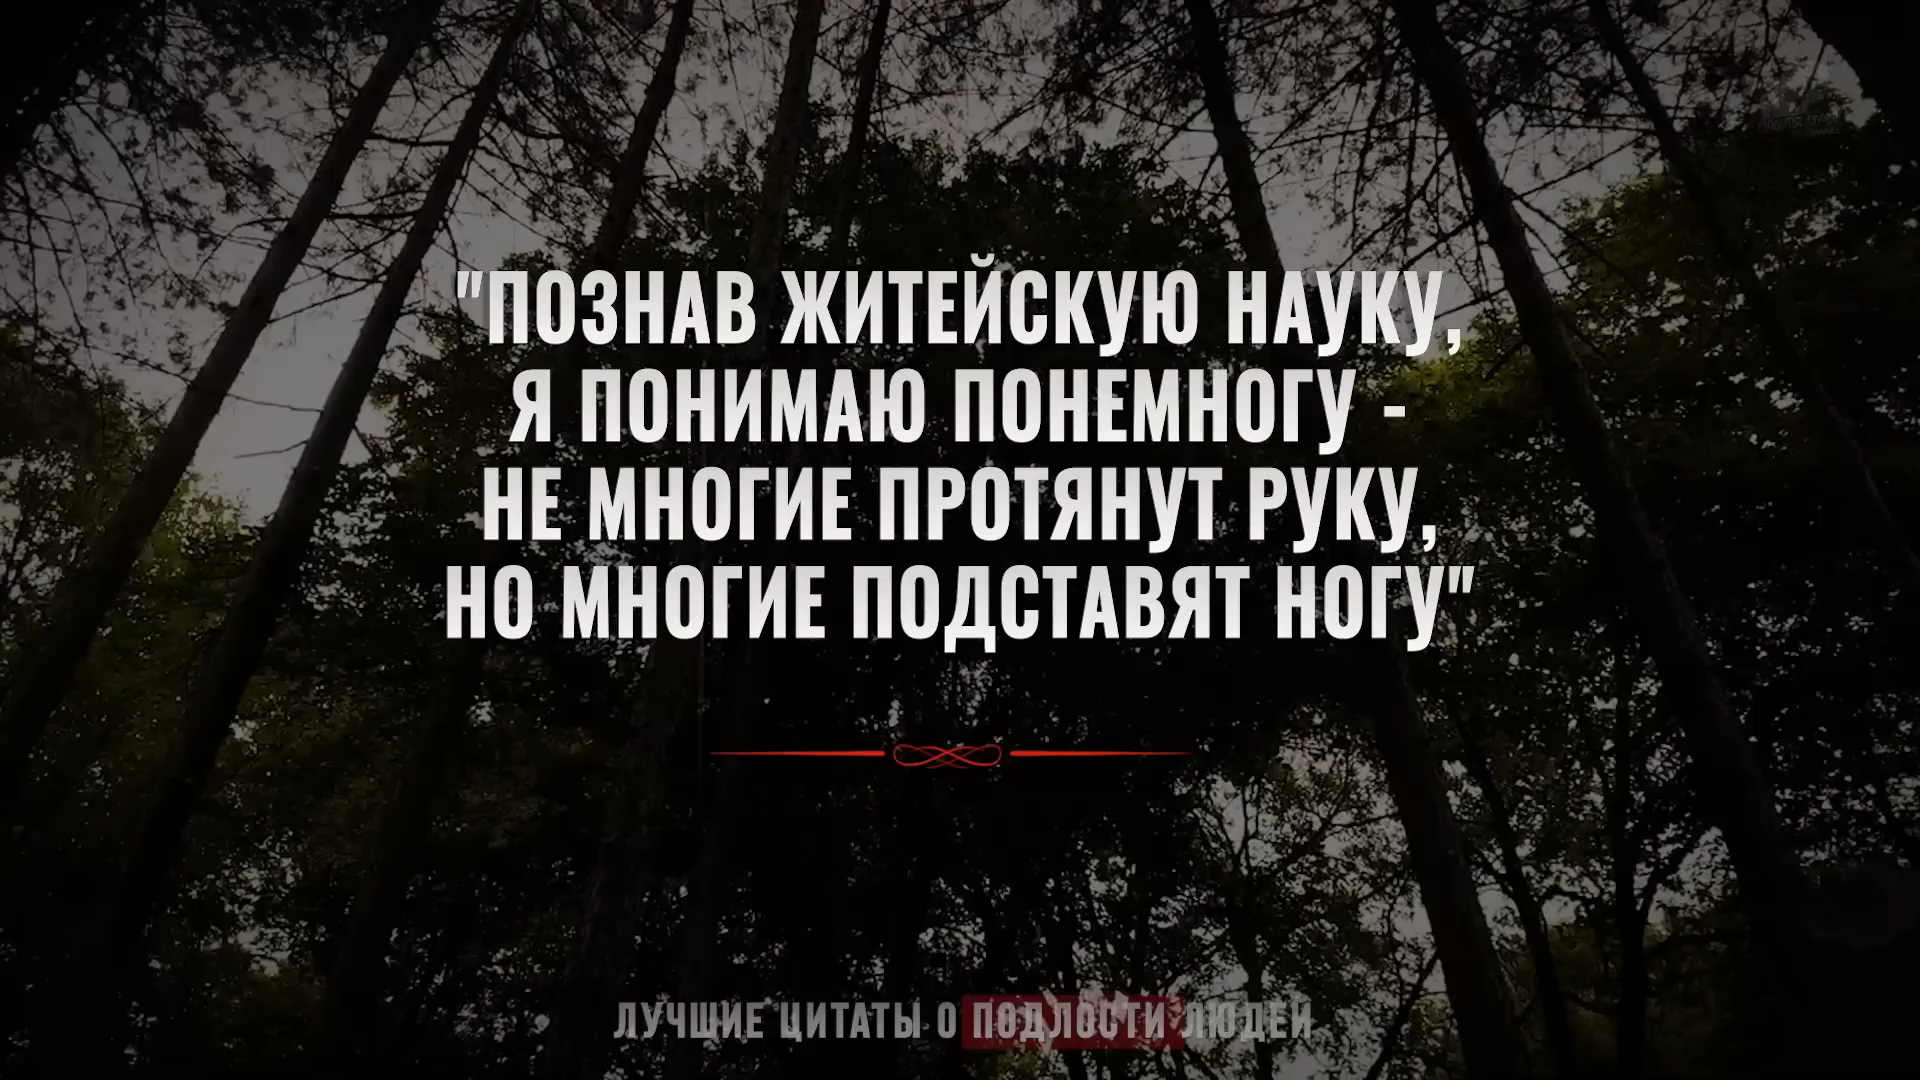 "ПОЗНАВ ЖИТЕЙСКУЮ НАУКУ,
Я ПОНИМАЮ ПОНЕМНОГУ -
НЕ МНОГИЕ ПРОТЯНУТ РУКУ,
НО МНОГИЕ ПОДСТАВЯТ НОГУ"
ЛУЧШИЕ ЦИТАТЫ О ПОДЛОСТИ ЛЮДЕЙ